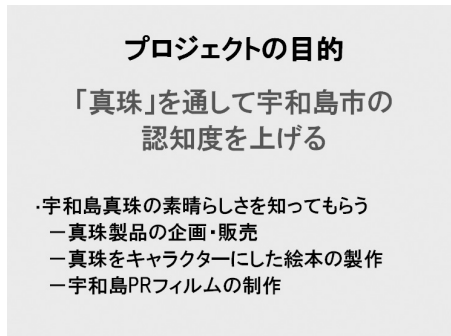 プロジェクトの目的
「真珠」を通して宇和島市の
認知度を上げる
・宇和島真珠の素晴らしさを知ってもらう
－真珠製品の企画・販売
－真珠をキャラクターにした絵本の製作
－宇和島PRフィルムの制作